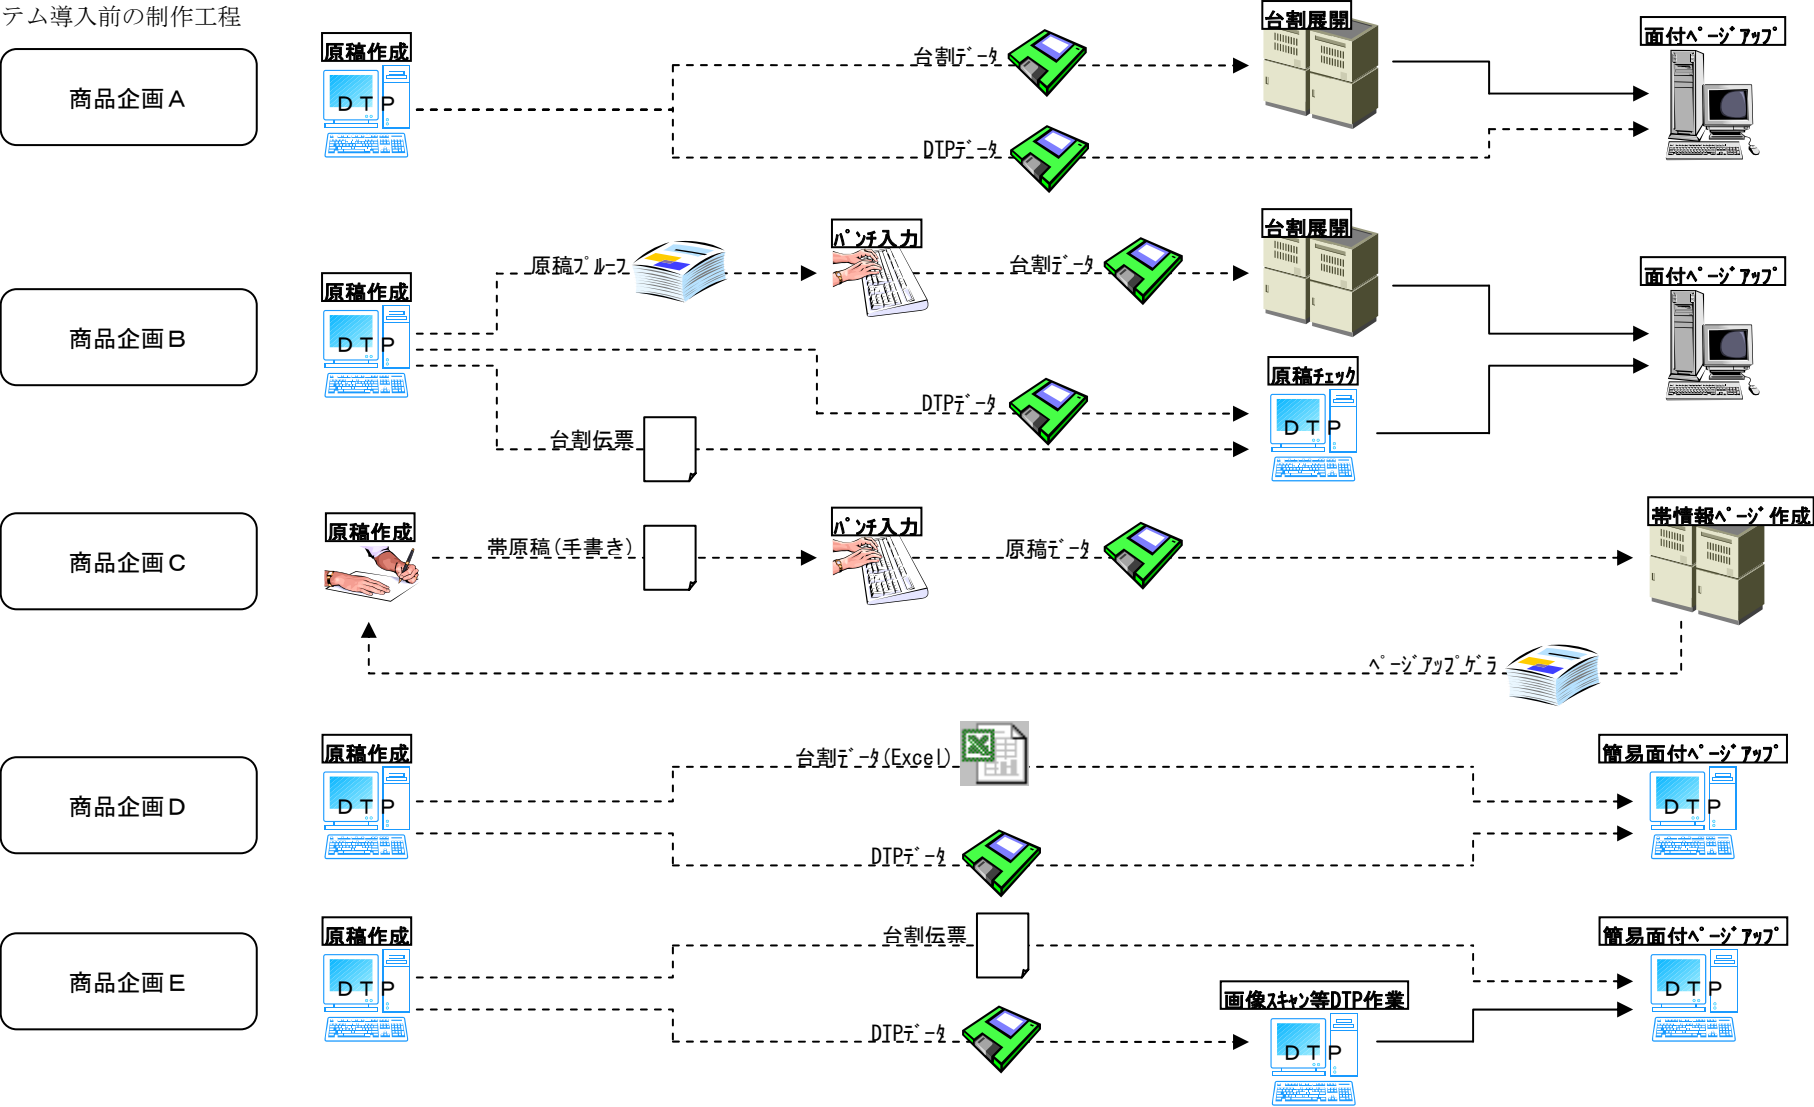 テム導入前の制作工程
商品企画A
原稿作成
DTP
台割ﾃﾞｰﾀ
DTPﾃﾞｰﾀ
台割展開
面付ﾍﾟｰｼﾞｱｯﾌﾟ
商品企画B
原稿作成
DTP
原稿ﾌﾟﾙｰﾌ
ﾊﾟﾝﾁ入力
台割ﾃﾞｰﾀ
台割展開
面付ﾍﾟｰｼﾞｱｯﾌﾟ
DTPﾃﾞｰﾀ
台割伝票
原稿ﾁｪｯｸ
DTP
商品企画C
原稿作成
帯原稿(手書き)
ﾊﾟﾝﾁ入力
原稿ﾃﾞｰﾀ
帯情報ﾍﾟｰｼﾞ作成
ﾍﾟｰｼﾞｱｯﾌﾟｹﾞﾗ
商品企画D
原稿作成
DTP
台割ﾃﾞｰﾀ(Excel)
DTPﾃﾞｰﾀ
簡易面付ﾍﾟｰｼﾞｱｯﾌﾟ
DTP
商品企画E
原稿作成
DTP
台割伝票
DTPﾃﾞｰﾀ
画像ｽｷｬﾝ等DTP作業
DTP
簡易面付ﾍﾟｰｼﾞｱｯﾌﾟ
DTP